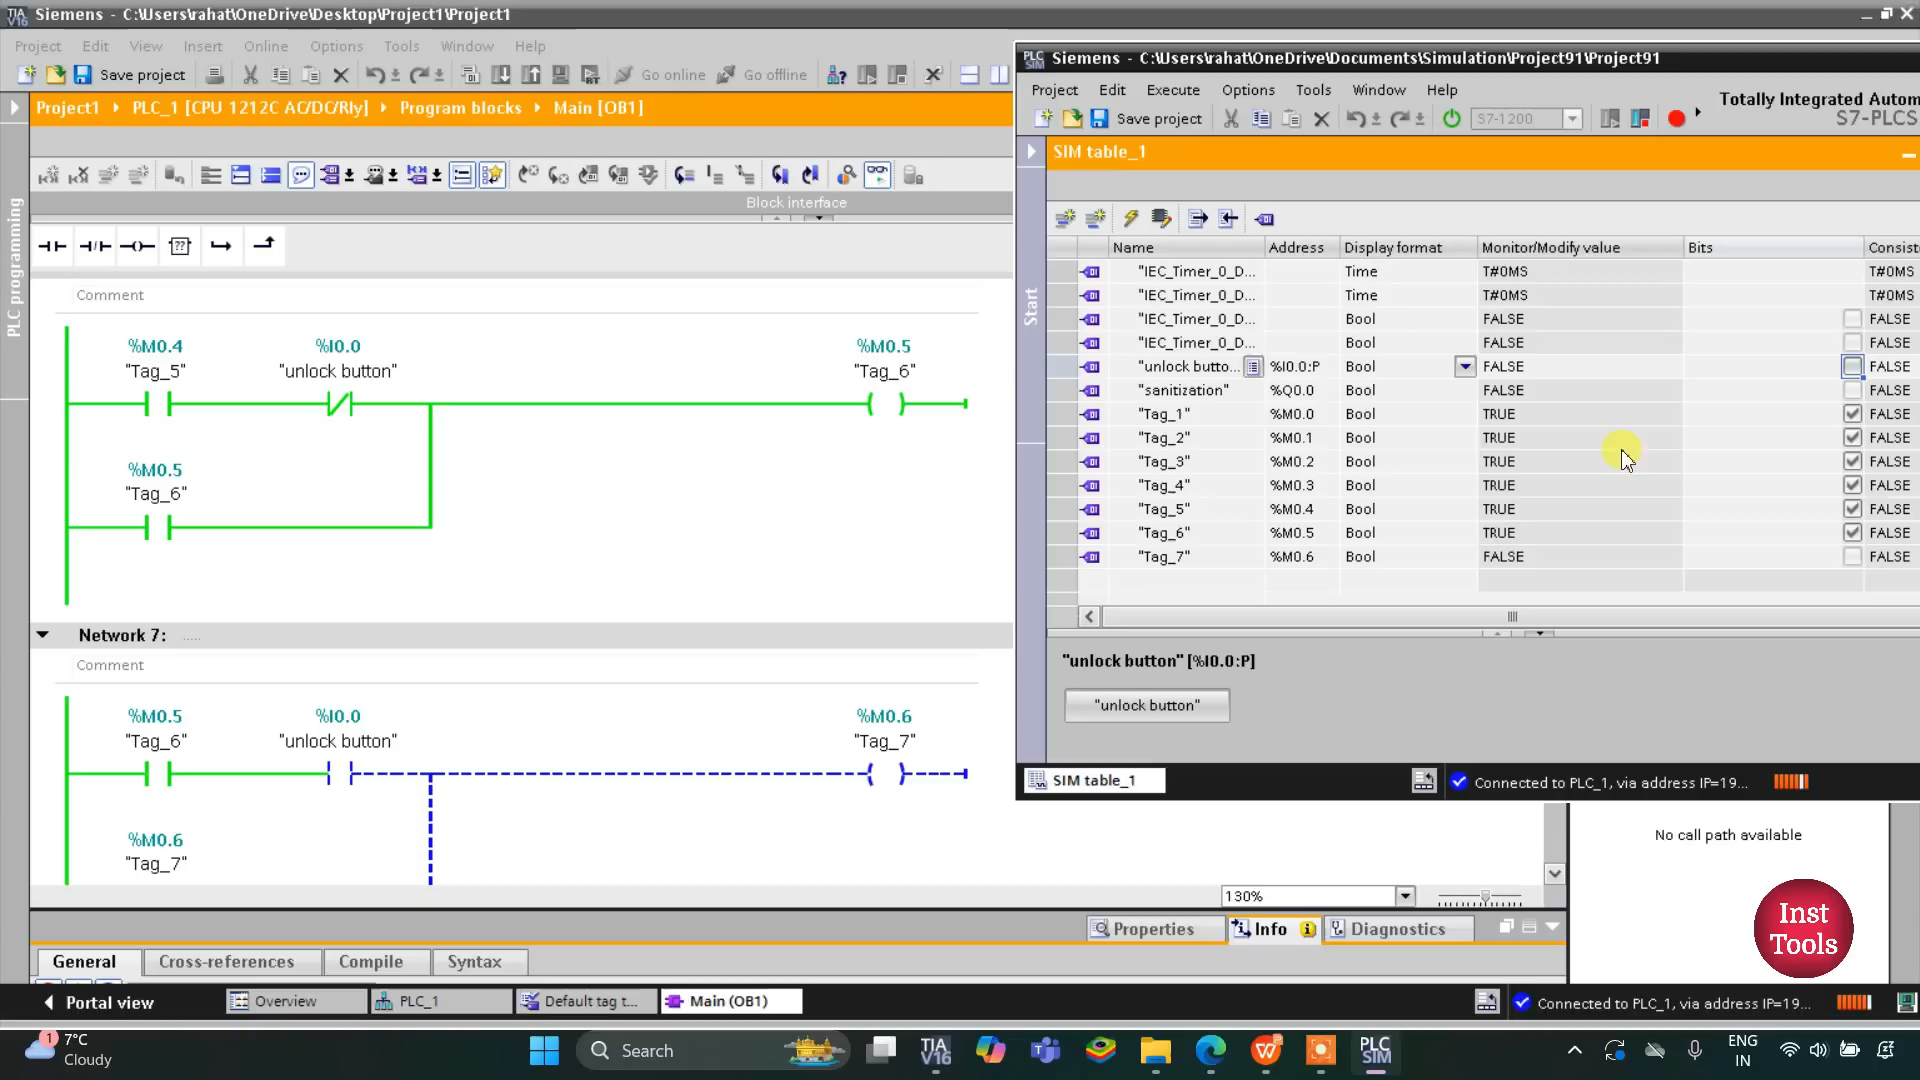 Siemens - C:\Users\rahat\OneDrive\Desktop\Project1\Project1
Project Edit View Insert Online Options Tools Window Help
Save project
Go online
Go offline
Project1 PLC_1 [CPU 1212C AC/DC/Rly] Program blocks Main [OB1]
Block interface
PLC programming
Comment
%M0.4 %I0.0 %M0.5
"Tag_5" "unlock button" "Tag_6"
%M0.5
"Tag_6"
Network 7: .....
Comment
%M0.5 %I0.0 %M0.6
"Tag_6" "unlock button" "Tag_7"
%M0.6
"Tag_7"
130%
Siemens - C:\Users\rahat\OneDrive\Documents\Simulation\Project91\Project91
Project Edit Execute Options Tools Window Help
Totally Integrated Autom
Save project
S7-1200
S7-PLCS
SIM table_1
Start
Name Address Display format Monitor/Modify value Bits Consist
"IEC_Timer_0_D... Time T#0MS T#0MS
"IEC_Timer_0_D... Time T#0MS T#0MS
"IEC_Timer_0_D... Bool FALSE FALSE
"IEC_Timer_0_D... Bool FALSE FALSE
"unlock butto... %I0.0:P Bool FALSE FALSE
"sanitization" %Q0.0 Bool FALSE FALSE
"Tag_1" %M0.0 Bool TRUE FALSE
"Tag_2" %M0.1 Bool TRUE FALSE
"Tag_3" %M0.2 Bool TRUE FALSE
"Tag_4" %M0.3 Bool TRUE FALSE
"Tag_5" %M0.4 Bool TRUE FALSE
"Tag_6" %M0.5 Bool TRUE FALSE
"Tag_7" %M0.6 Bool FALSE FALSE
"unlock button" [%I0.0:P]
"unlock button"
SIM table_1
Connected to PLC_1, via address IP=19...
No call path available
Inst
Tools
Properties Info Diagnostics
General Cross-references Compile Syntax
Portal view Overview PLC_1 Default tag t... Main (OB1)
Connected to PLC_1, via address IP=19...
1
7°C
Cloudy
Search
TIA
V16
PLC
SIM
ENG
IN